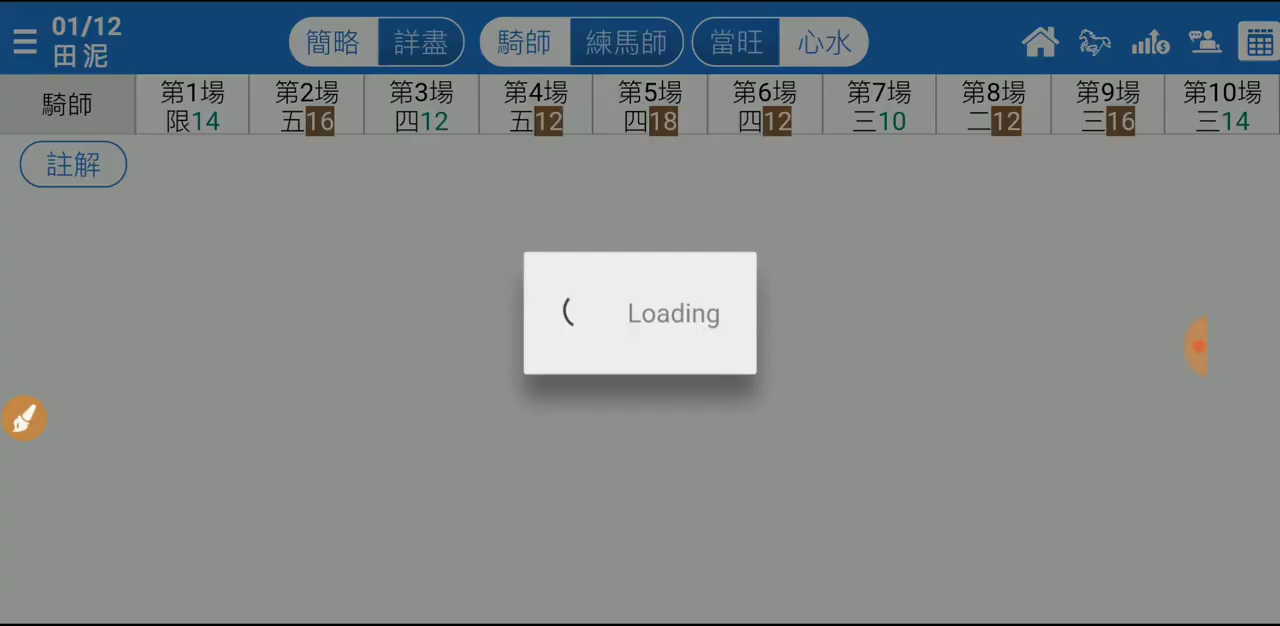 01/12
田泥
簡略 詳盡 騎師 練馬師 當旺 心水
騎師 第1場 第2場 第3場 第4場 第5場 第6場 第7場 第8場 第9場 第10場
限14 五16 四12 五12 四18 四12 三10 二12 三16 三14
註解
Loading